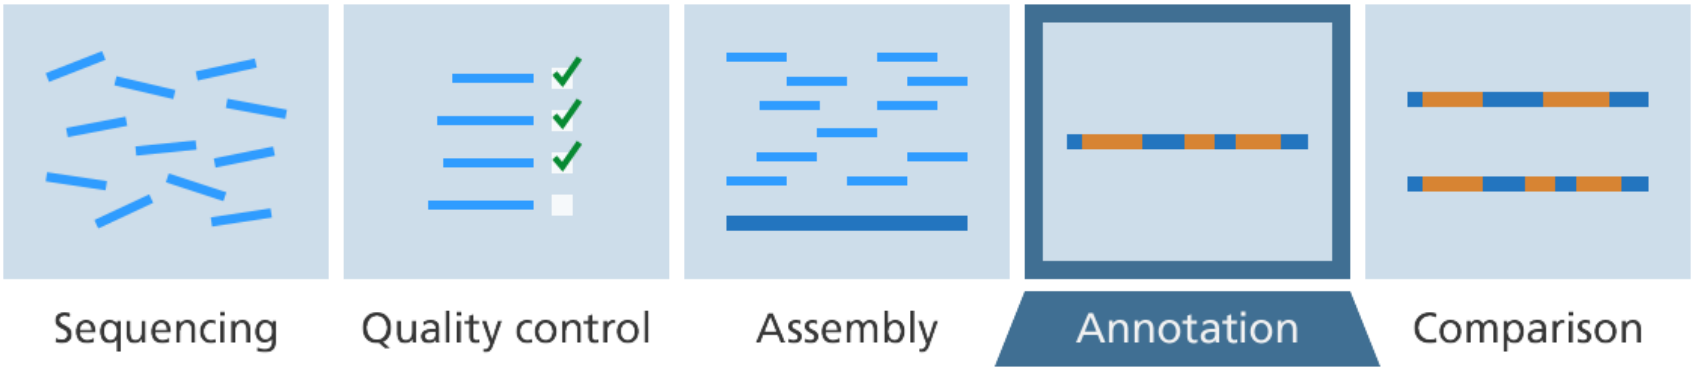 Sequencing
Quality control
Assembly
Annotation
Comparison